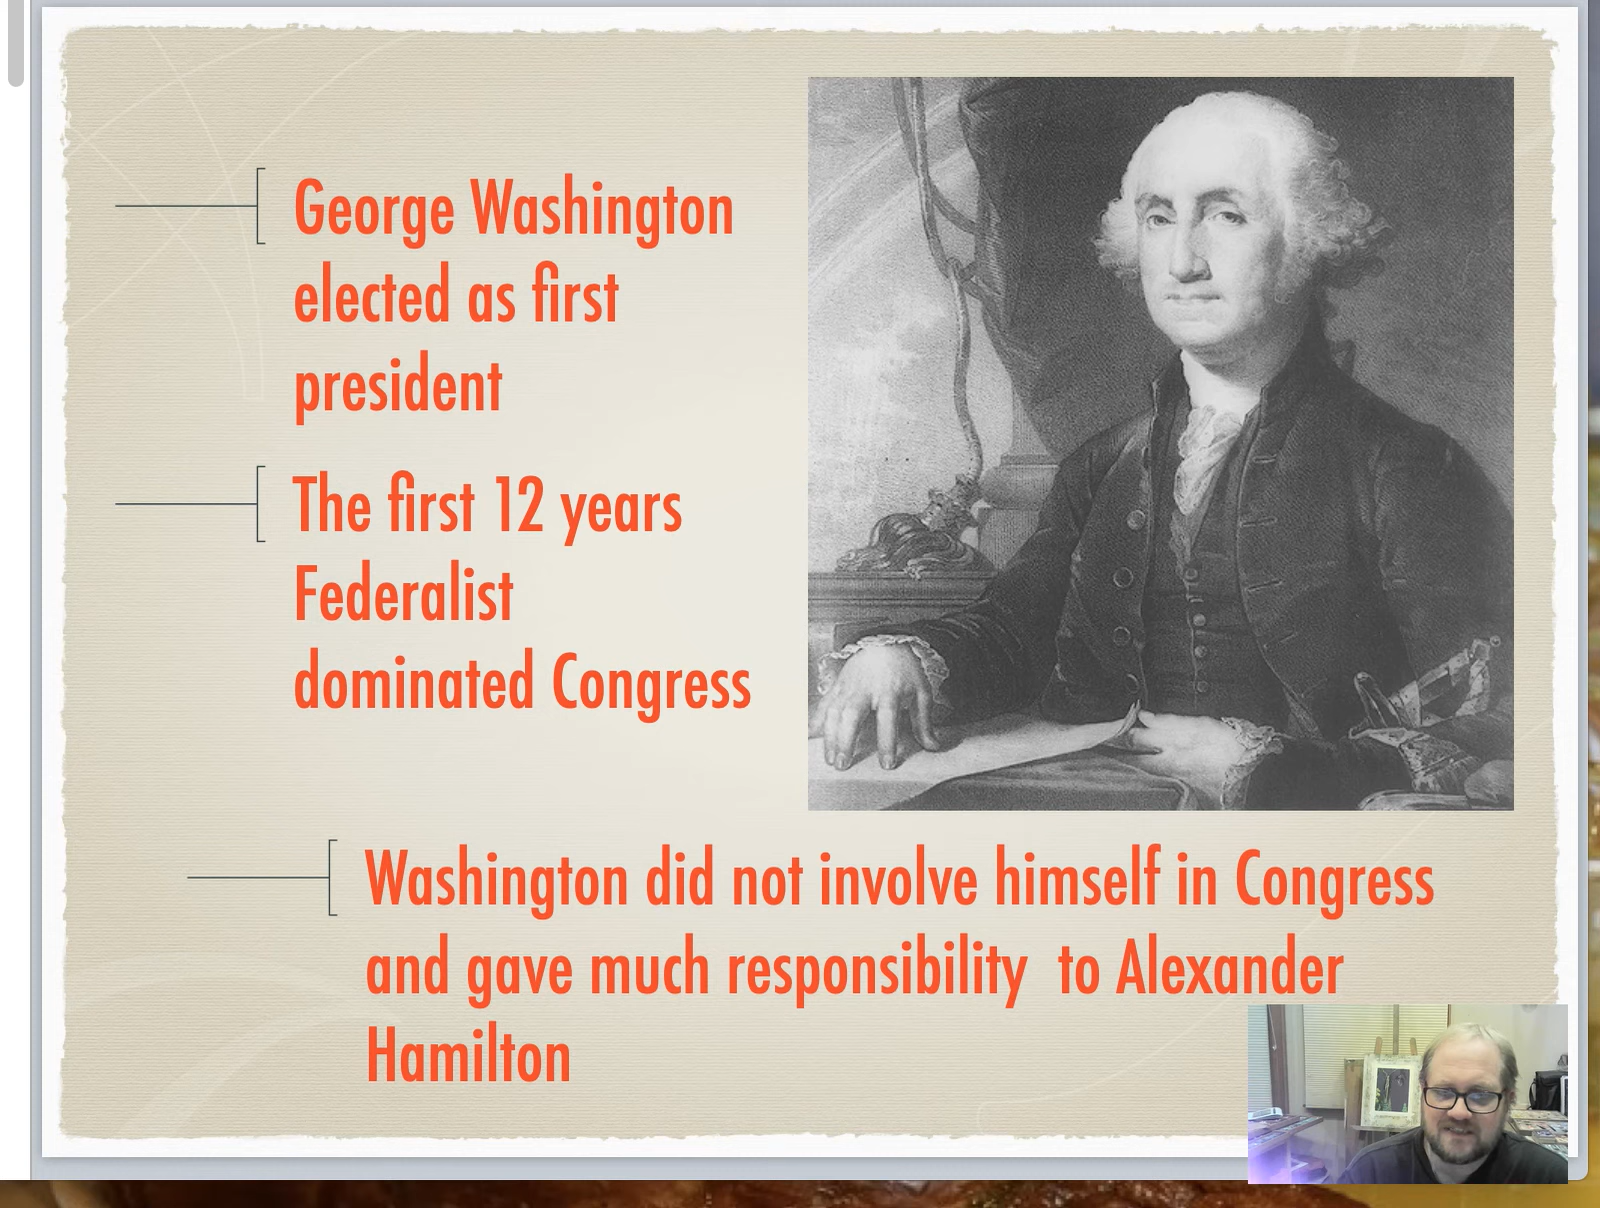 George Washington
elected as first
president
The first 12 years
Federalist
dominated Congress
Washington did not involve himself in Congress
and gave much responsibility  to Alexander
Hamilton